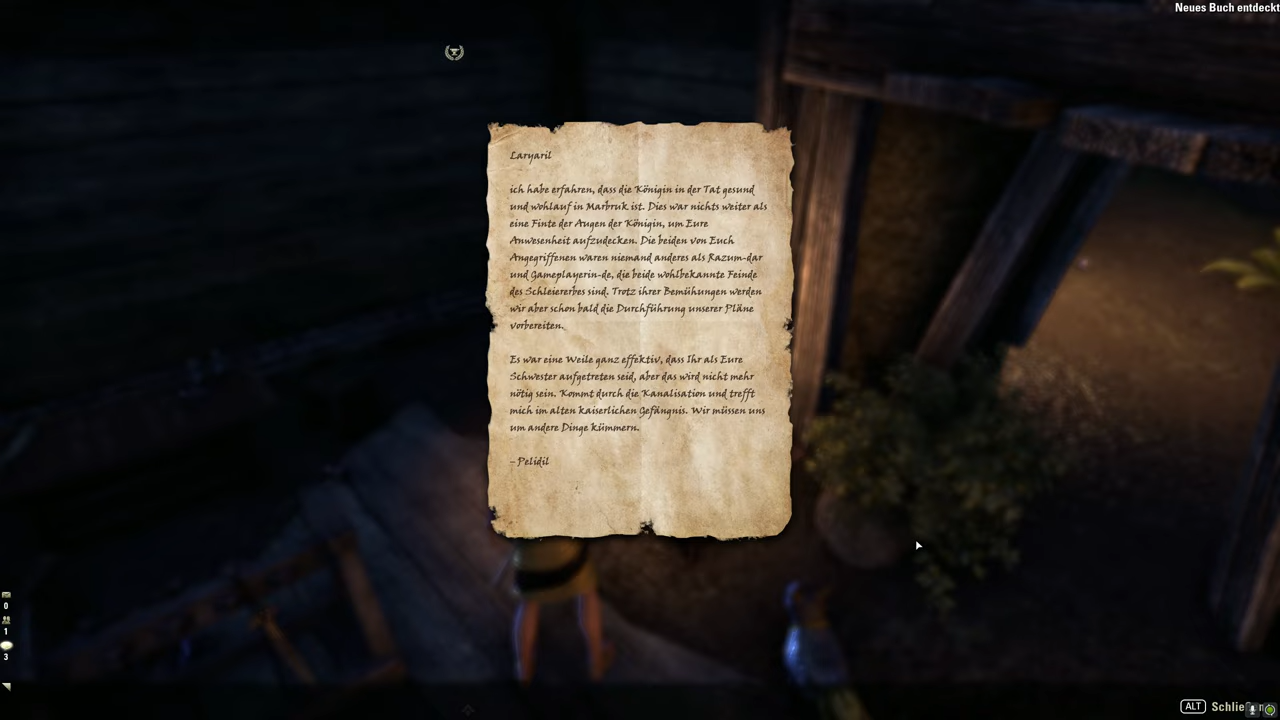 Neues Buch entdeckt
Laryaril
ich habe erfahren, dass die Königin in der Tat gesund
und wohlauf in Marbruk ist. Dies war nichts weiter als
eine Finte der Augen der Königin, um Eure
Anwesenheit aufzudecken. Die beiden von Euch
Angegriffenen waren niemand anderes als Razum-dar
und Gameplayerin-de, die beide wohlbekannte Feinde
des Schleiererbes sind. Trotz ihrer Bemühungen werden
wir aber schon bald die Durchführung unserer Pläne
vorbereiten.
Es war eine Weile ganz effektiv, dass Ihr als Eure
Schwester aufgetreten seid, aber das wird nicht mehr
nötig sein. Kommt durch die Kanalisation und trefft
mich im alten kaiserlichen Gefängnis. Wir müssen uns
um andere Dinge kümmern.
– Pelidil
0
1
3
ALT